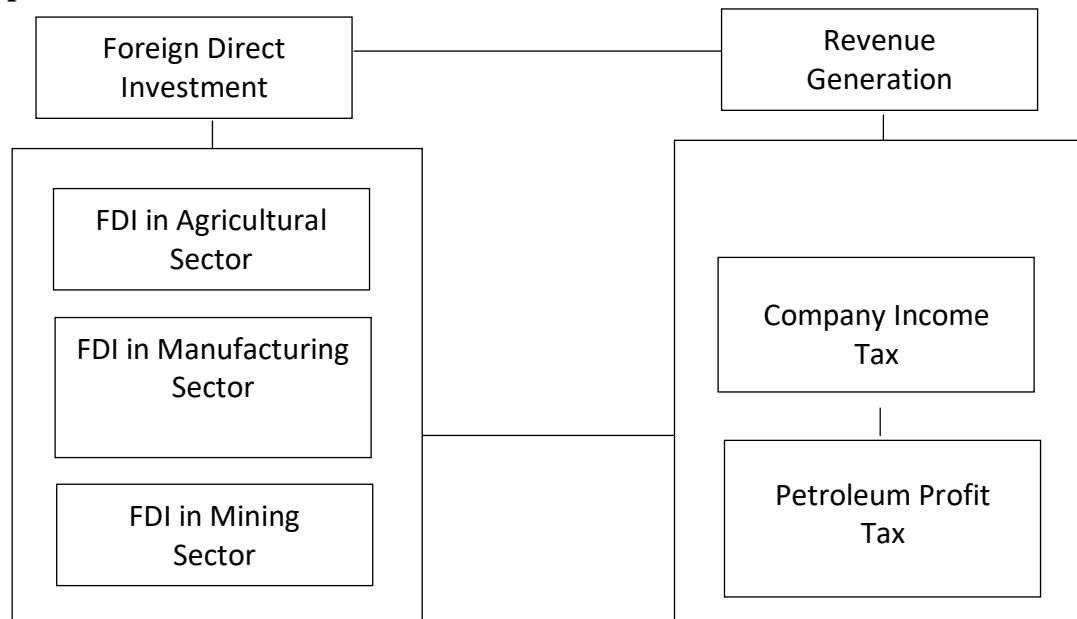 Foreign Direct
Investment
Revenue
Generation
FDI in Agricultural
Sector
FDI in Manufacturing
Sector
FDI in Mining
Sector
Company Income
Tax
Petroleum Profit
Tax